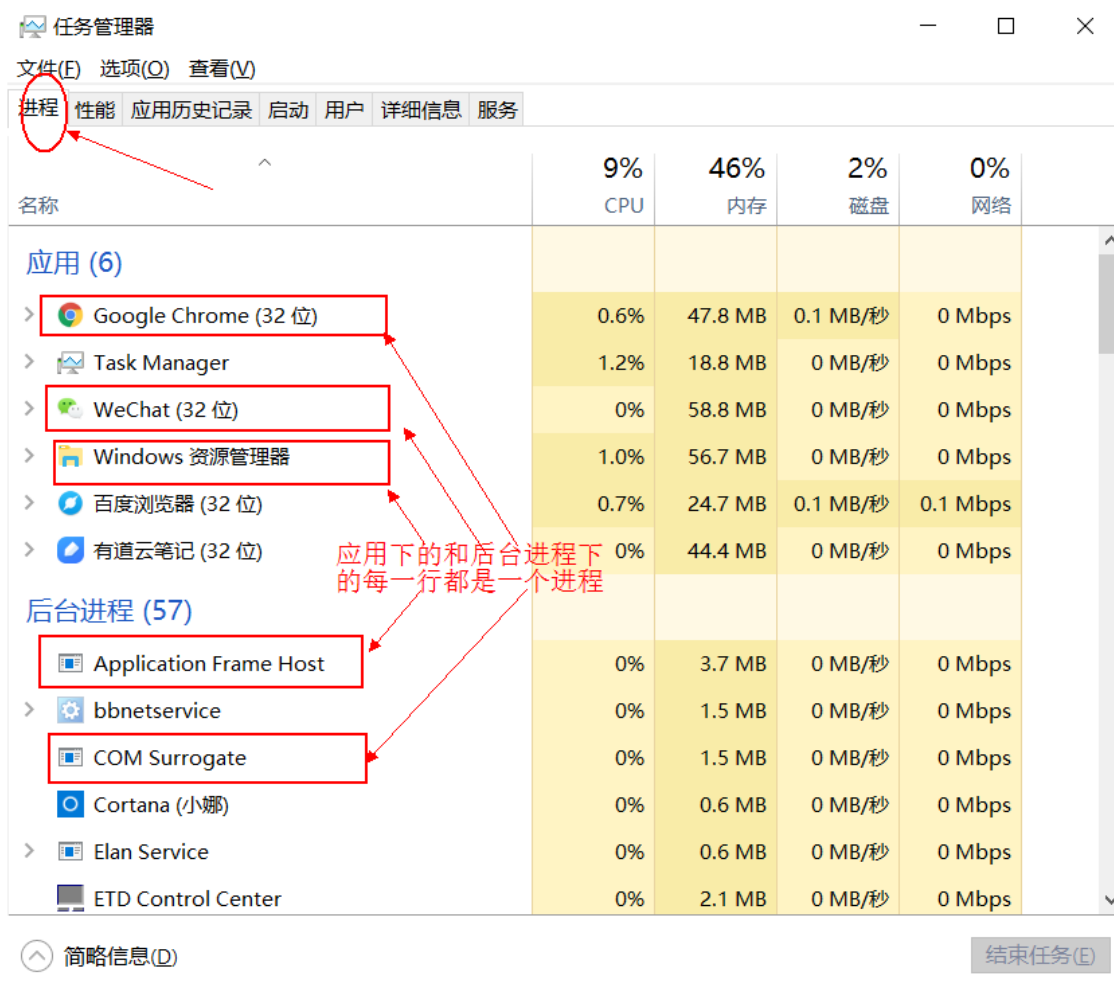 任务管理器
文件(F) 选项(O) 查看(V)
进程 性能 应用历史记录 启动 用户 详细信息 服务
9% 46% 2% 0%
名称 CPU 内存 磁盘 网络
应用 (6)
Google Chrome (32 位) 0.6% 47.8 MB 0.1 MB/秒 0 Mbps
Task Manager 1.2% 18.8 MB 0 MB/秒 0 Mbps
WeChat (32 位) 0% 58.8 MB 0 MB/秒 0 Mbps
Windows 资源管理器 1.0% 56.7 MB 0 MB/秒 0 Mbps
百度浏览器 (32 位) 0.7% 24.7 MB 0.1 MB/秒 0.1 Mbps
有道云笔记 (32 位) 0% 44.4 MB 0 MB/秒 0 Mbps
应用下的和后台进程下
的每一行都是一个进程
后台进程 (57)
Application Frame Host 0% 3.7 MB 0 MB/秒 0 Mbps
bbnetservice 0% 1.5 MB 0 MB/秒 0 Mbps
COM Surrogate 0% 1.5 MB 0 MB/秒 0 Mbps
Cortana (小娜) 0% 0.6 MB 0 MB/秒 0 Mbps
Elan Service 0% 0.6 MB 0 MB/秒 0 Mbps
ETD Control Center 0% 2.1 MB 0 MB/秒 0 Mbps
简略信息(D) 结束任务(E)